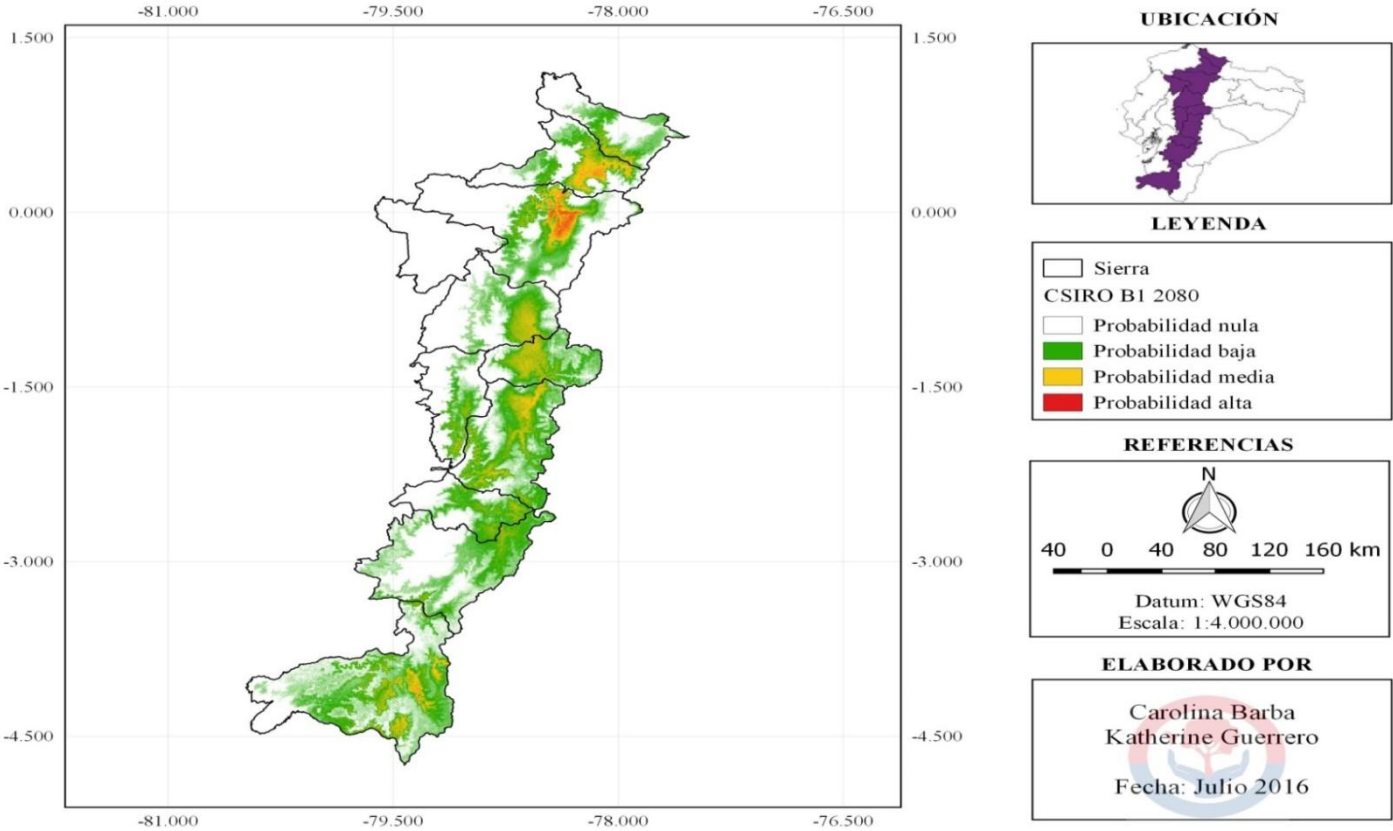 -81.000 -79.500 -78.000 -76.500
1.500 1.500
0.000 0.000
-1.500 -1.500
-3.000 -3.000
-4.500 -4.500
-81.000 -79.500 -78.000 -76.500
UBICACIÓN
LEYENDA
Sierra
CSIRO B1 2080
Probabilidad nula
Probabilidad baja
Probabilidad media
Probabilidad alta
REFERENCIAS
N
40 0 40 80 120 160 km
Datum: WGS84
Escala: 1:4.000.000
ELABORADO POR
Carolina Barba
Katherine Guerrero
Fecha: Julio 2016